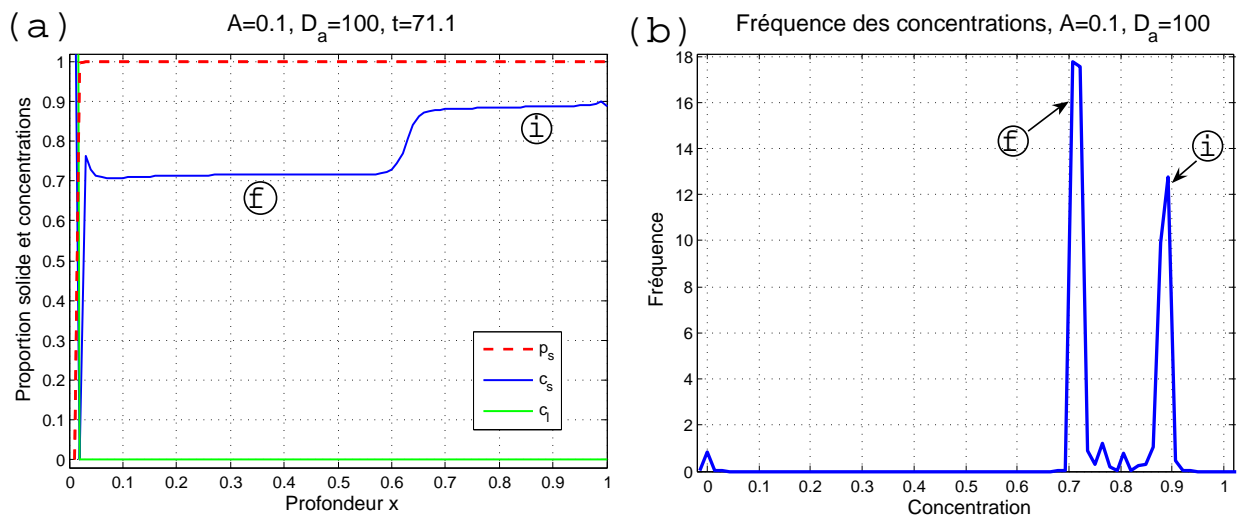 (a)
A=0.1, D_a=100, t=71.1
Proportion solide et concentrations
1
0.9
0.8
0.7
0.6
0.5
0.4
0.3
0.2
0.1
0
f
i
p_s
c_s
c_l
0 0.1 0.2 0.3 0.4 0.5 0.6 0.7 0.8 0.9 1
Profondeur x
(b)
Fréquence des concentrations, A=0.1, D_a=100
Fréquence
18
16
14
12
10
8
6
4
2
0
f
i
0 0.1 0.2 0.3 0.4 0.5 0.6 0.7 0.8 0.9 1
Concentration